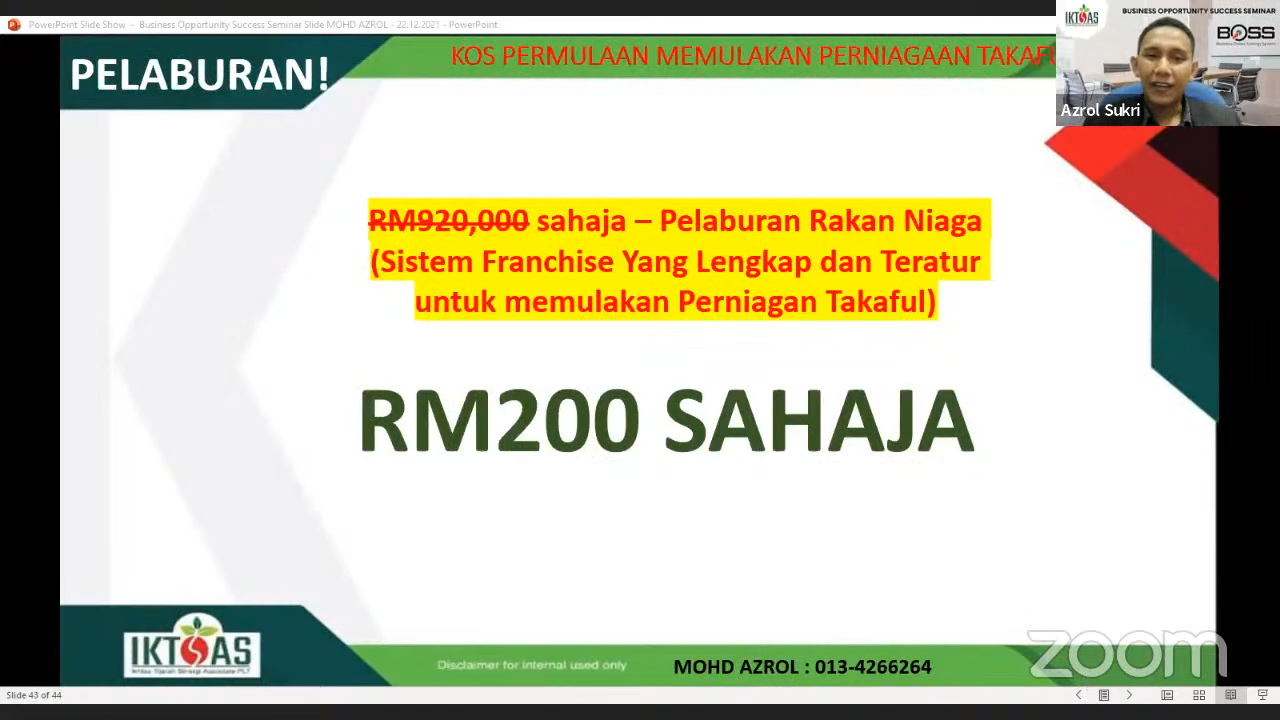 PowerPoint Slide Show - Business Opportunity Success Seminar Slide MOHD AZROL - 22.12.2021 - PowerPoint
IKTSAS
BUSINESS OPPORTUNITY SUCCESS SEMINAR
BOSS
Azrol Sukri
PELABURAN!
KOS PERMULAAN MEMULAKAN PERNIAGAAN TAKAFU
RM920,000 sahaja – Pelaburan Rakan Niaga
(Sistem Franchise Yang Lengkap dan Teratur
untuk memulakan Perniagan Takaful)
RM200 SAHAJA
IKTSAS
Disclaimer for Internal used only
MOHD AZROL : 013-4266264
zoom
Slide 43 of 44